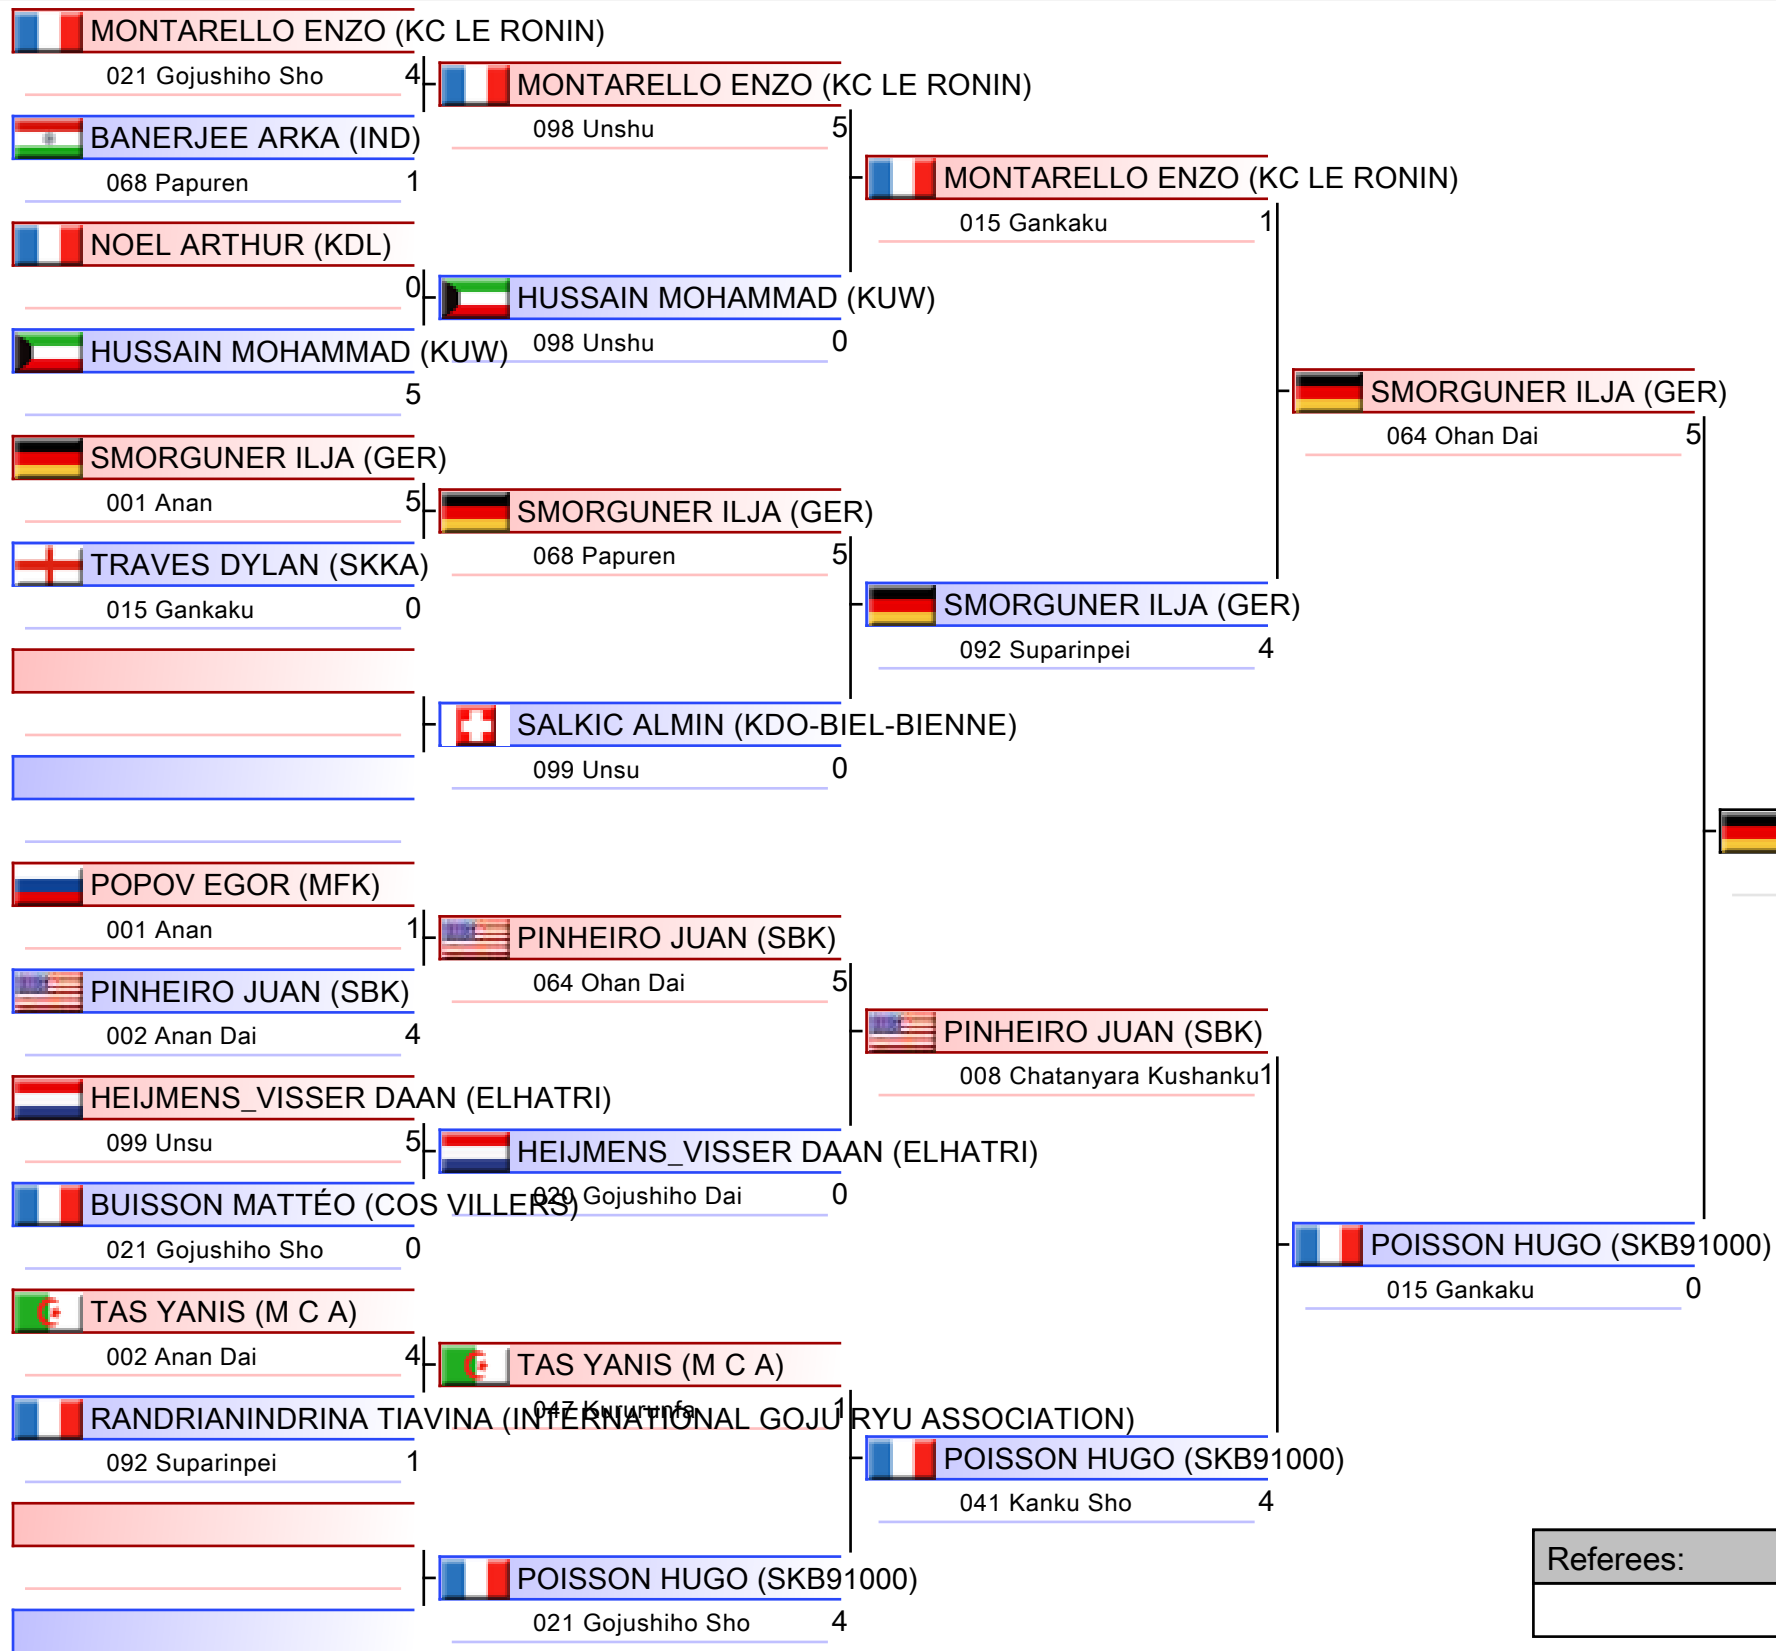 MONTARELLO ENZO (KC LE RONIN)
021 Gojushiho Sho 4
BANERJEE ARKA (IND)
068 Papuren 1
NOEL ARTHUR (KDL)
0
HUSSAIN MOHAMMAD (KUW)
5
SMORGUNER ILJA (GER)
001 Anan 5
TRAVES DYLAN (SKKA)
015 Gankaku 0
POPOV EGOR (MFK)
001 Anan 1
PINHEIRO JUAN (SBK)
002 Anan Dai 4
HEIJMENS_VISSER DAAN (ELHATRI)
099 Unsu 5
BUISSON MATTÉO (COS VILLERS)
021 Gojushiho Sho 0
TAS YANIS (M C A)
002 Anan Dai 4
RANDRIANINDRINA TIAVINA (INTERNATIONAL GOJU RYU ASSOCIATION)
092 Suparinpei 1
MONTARELLO ENZO (KC LE RONIN)
098 Unshu 5
HUSSAIN MOHAMMAD (KUW)
098 Unshu 0
SMORGUNER ILJA (GER)
068 Papuren 5
SALKIC ALMIN (KDO-BIEL-BIENNE)
099 Unsu 0
PINHEIRO JUAN (SBK)
064 Ohan Dai 5
HEIJMENS_VISSER DAAN (ELHATRI)
020 Gojushiho Dai 0
TAS YANIS (M C A)
047 Kururunfa 1
POISSON HUGO (SKB91000)
021 Gojushiho Sho 4
MONTARELLO ENZO (KC LE RONIN)
015 Gankaku 1
SMORGUNER ILJA (GER)
092 Suparinpei 4
PINHEIRO JUAN (SBK)
008 Chatanyara Kushanku 1
POISSON HUGO (SKB91000)
041 Kanku Sho 4
SMORGUNER ILJA (GER)
064 Ohan Dai 5
POISSON HUGO (SKB91000)
015 Gankaku 0
Referees: